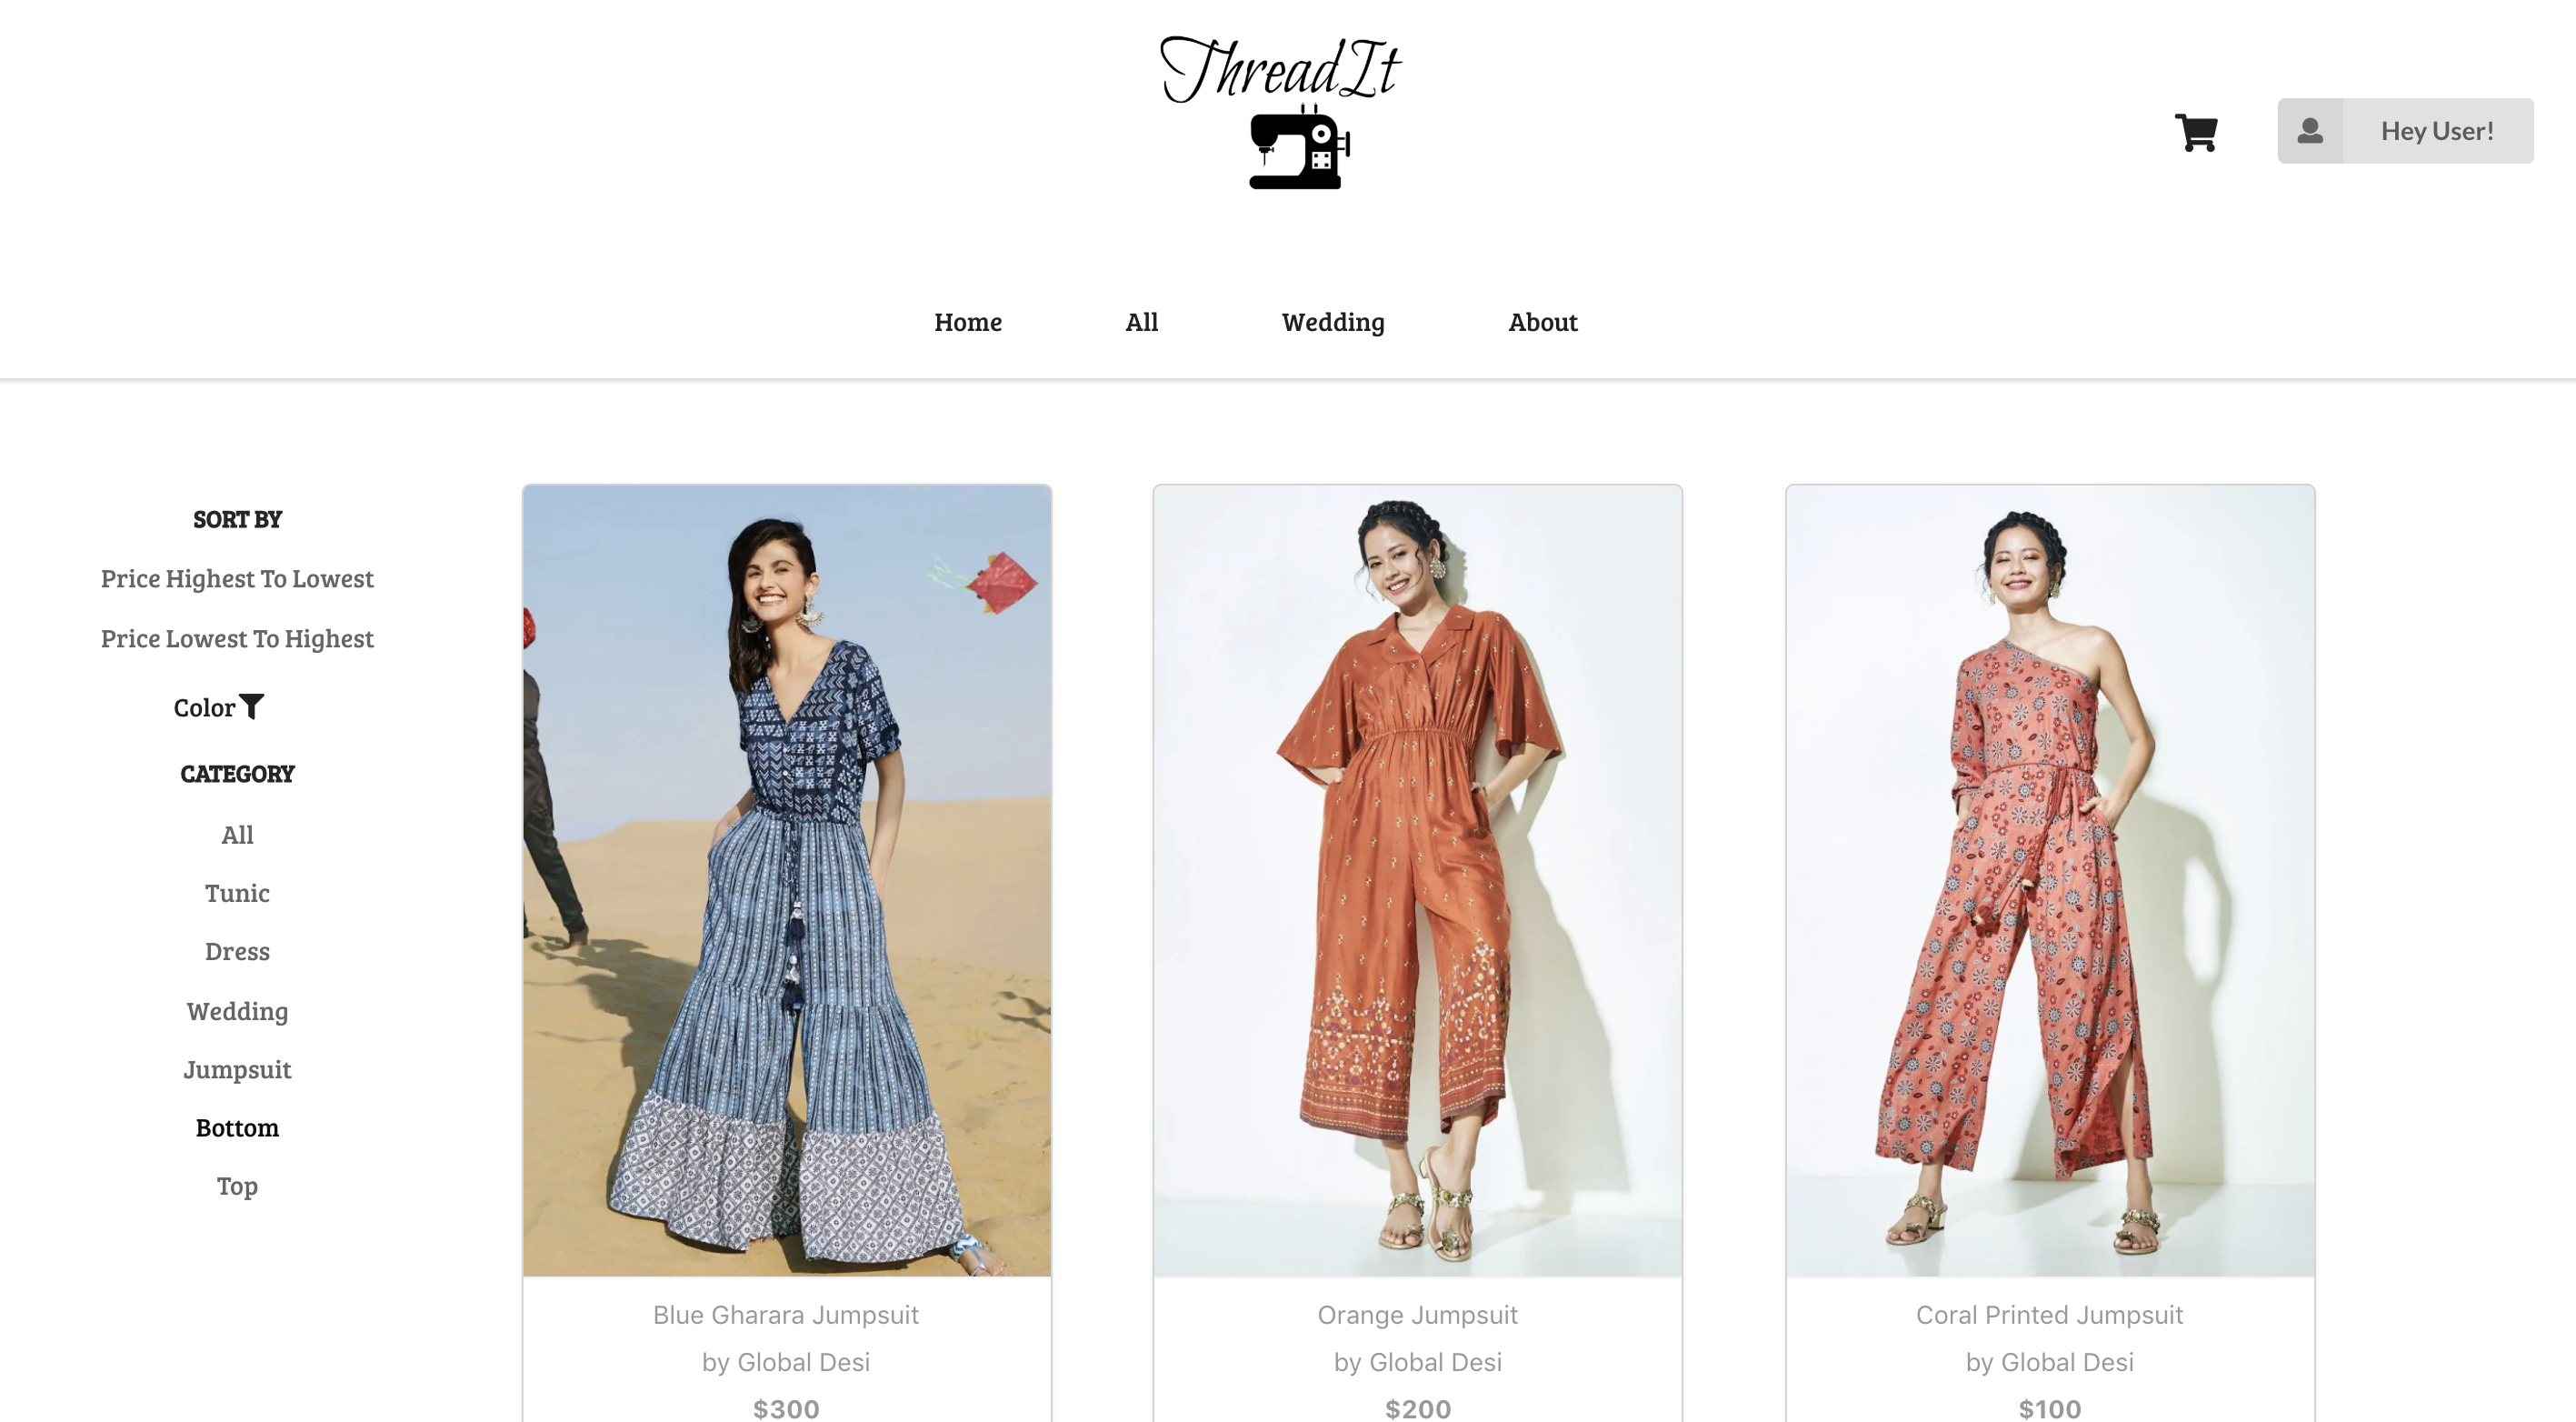 ThreadIt
Hey User!
Home All Wedding About
SORT BY
Price Highest To Lowest
Price Lowest To Highest
Color
CATEGORY
All
Tunic
Dress
Wedding
Jumpsuit
Bottom
Top
Blue Gharara Jumpsuit
by Global Desi
$300
Orange Jumpsuit
by Global Desi
$200
Coral Printed Jumpsuit
by Global Desi
$100